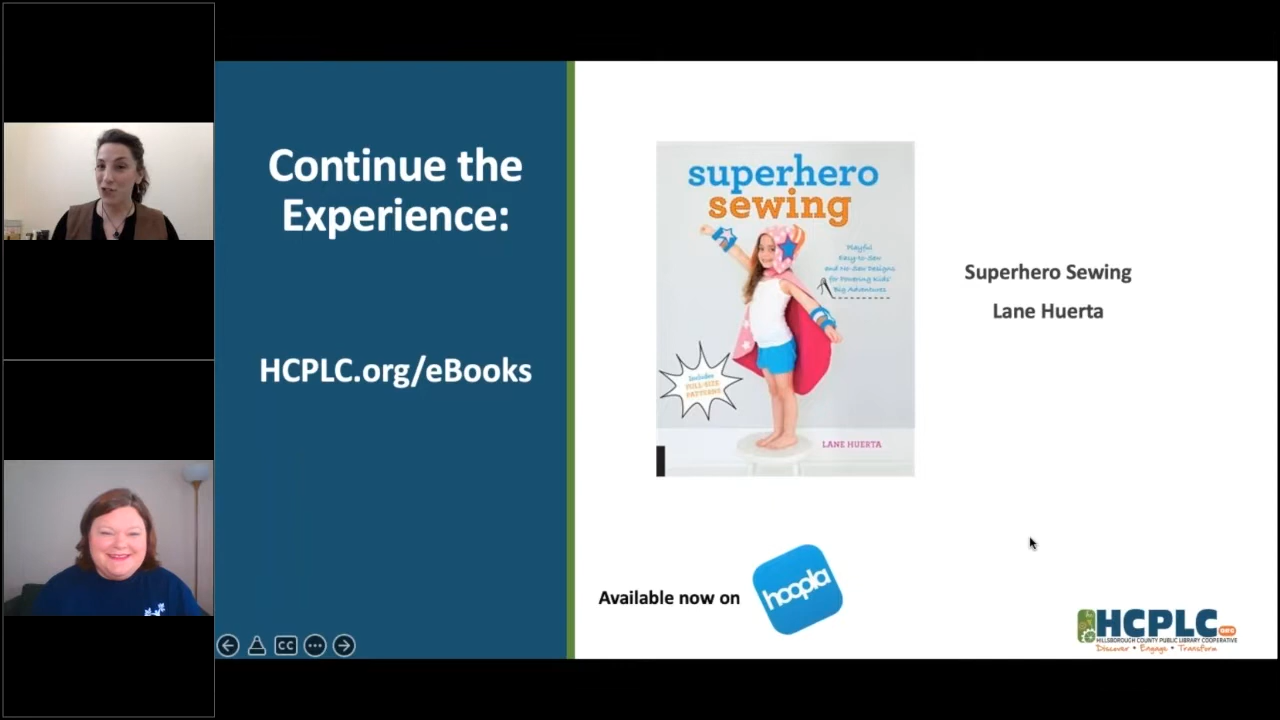 Continue the
Experience:
HCPLC.org/eBooks
superhero
sewing
Playful
Easy-to-Sew
and No-Sew Designs
for Powering Kids'
Big Adventures
Includes
FULL-SIZE
PATTERNS
LANE HUERTA
Superhero Sewing
Lane Huerta
Available now on
hoopla
HCPLC.ORG
HILLSBOROUGH COUNTY PUBLIC LIBRARY COOPERATIVE
Discover • Engage • Transform
CC